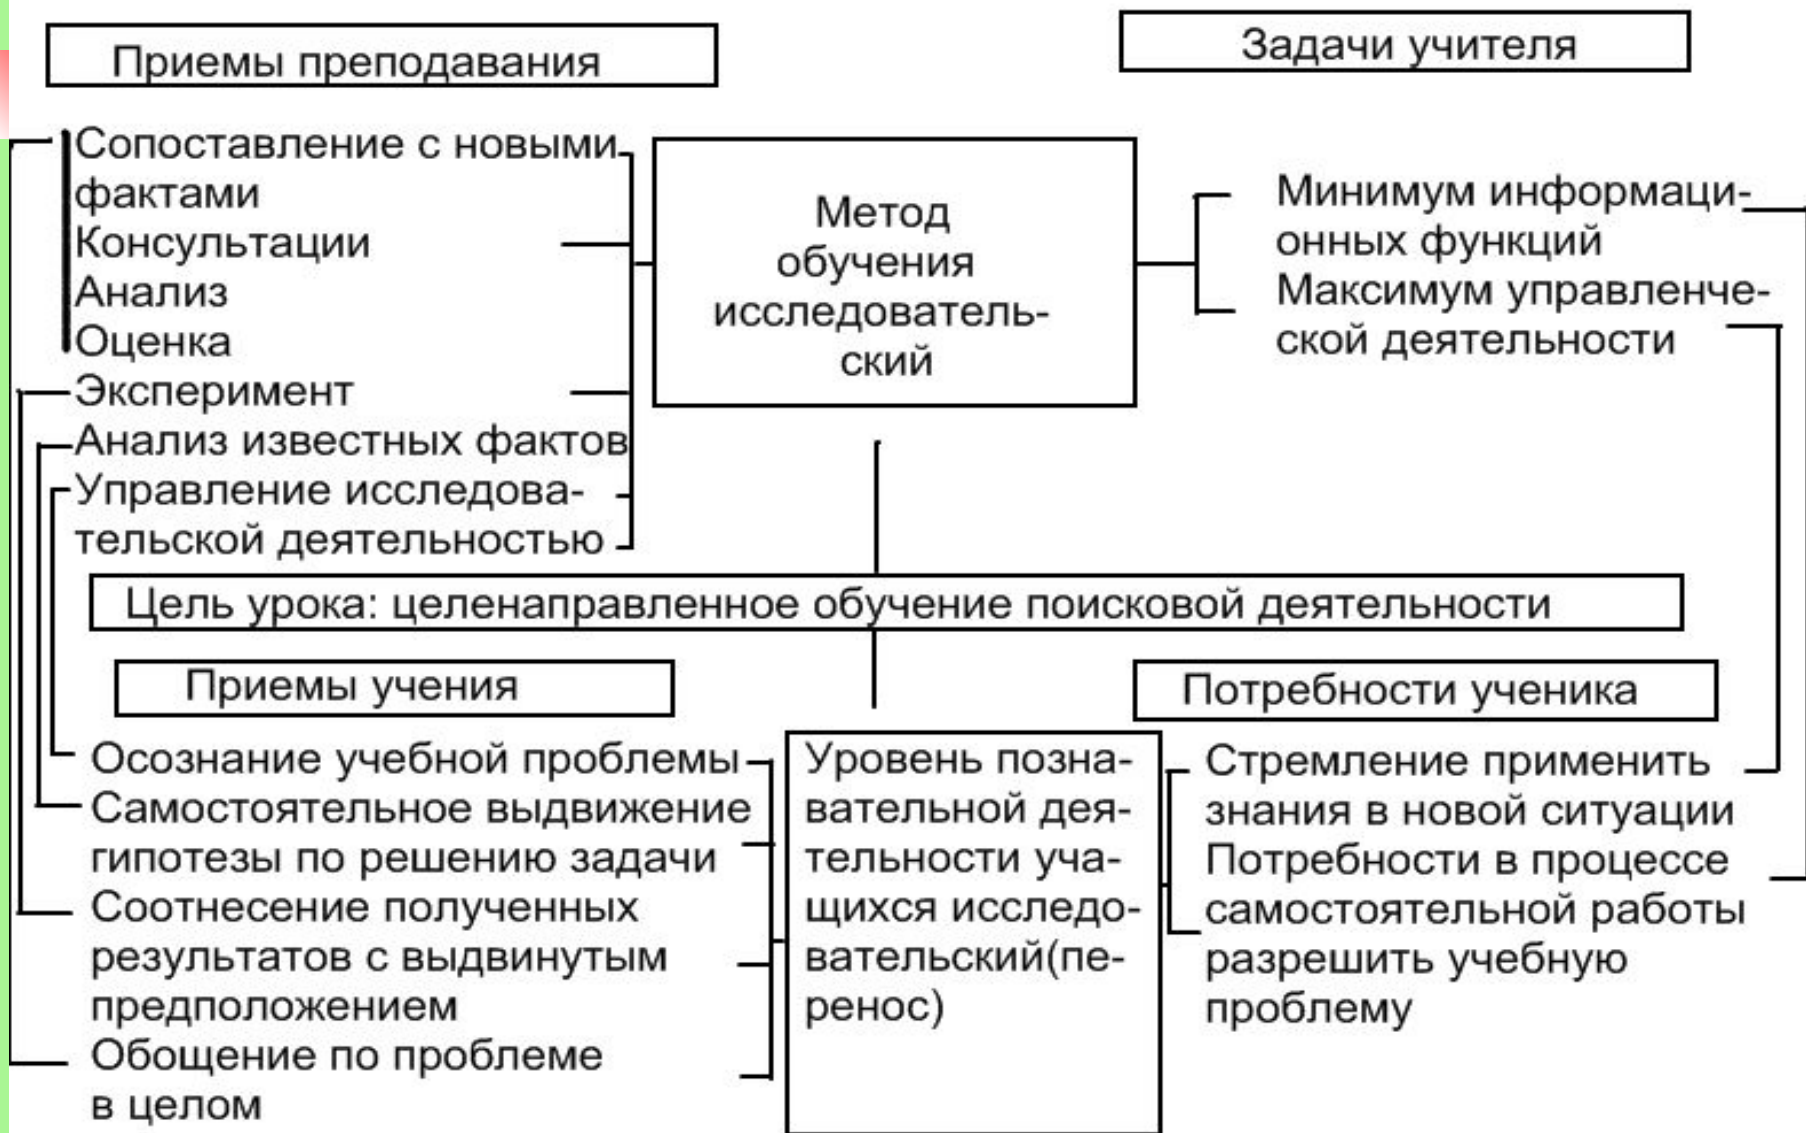 Приемы преподавания
Задачи учителя
Сопоставление с новыми
фактами
Консультации
Анализ
Оценка
Эксперимент
Анализ известных фактов
Управление исследова-
тельской деятельностью
Метод
обучения
исследователь-
ский
Минимум информаци-
онных функций
Максимум управленче-
ской деятельности
Цель урока: целенаправленное обучение поисковой деятельности
Приемы учения
Потребности ученика
Осознание учебной проблемы
Самостоятельное выдвижение
гипотезы по решению задачи
Соотнесение полученных
результатов с выдвинутым
предположением
Обощение по проблеме
в целом
Уровень позна-
вательной дея-
тельности уча-
щихся исследо-
вательский(пе-
ренос)
Стремление применить
знания в новой ситуации
Потребности в процессе
самостоятельной работы
разрешить учебную
проблему